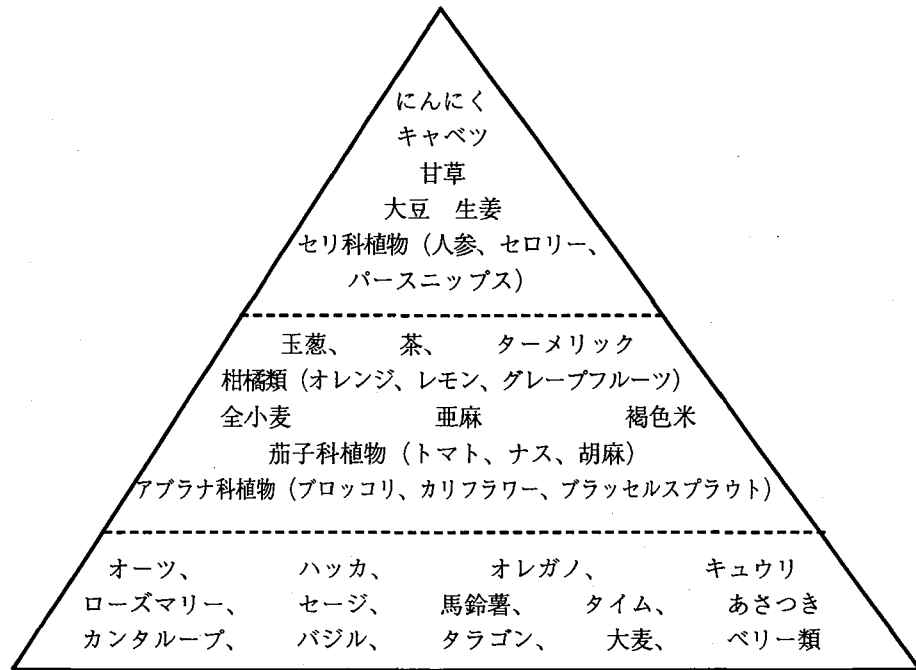 にんにく
キャベツ
甘草
大豆 生姜
セリ科植物（人参、セロリー、
パースニップス）
玉葱、 茶、 ターメリック
柑橘類（オレンジ、レモン、グレープフルーツ）
全小麦 亜麻 褐色米
茄子科植物（トマト、ナス、胡麻）
アブラナ科植物（ブロッコリ、カリフラワー、ブラッセルスプラウト）
オーツ、 ハッカ、 オレガノ、 キュウリ
ローズマリー、 セージ、 馬鈴薯、 タイム、 あさつき
カンタループ、 バジル、 タラゴン、 大麦、 ベリー類